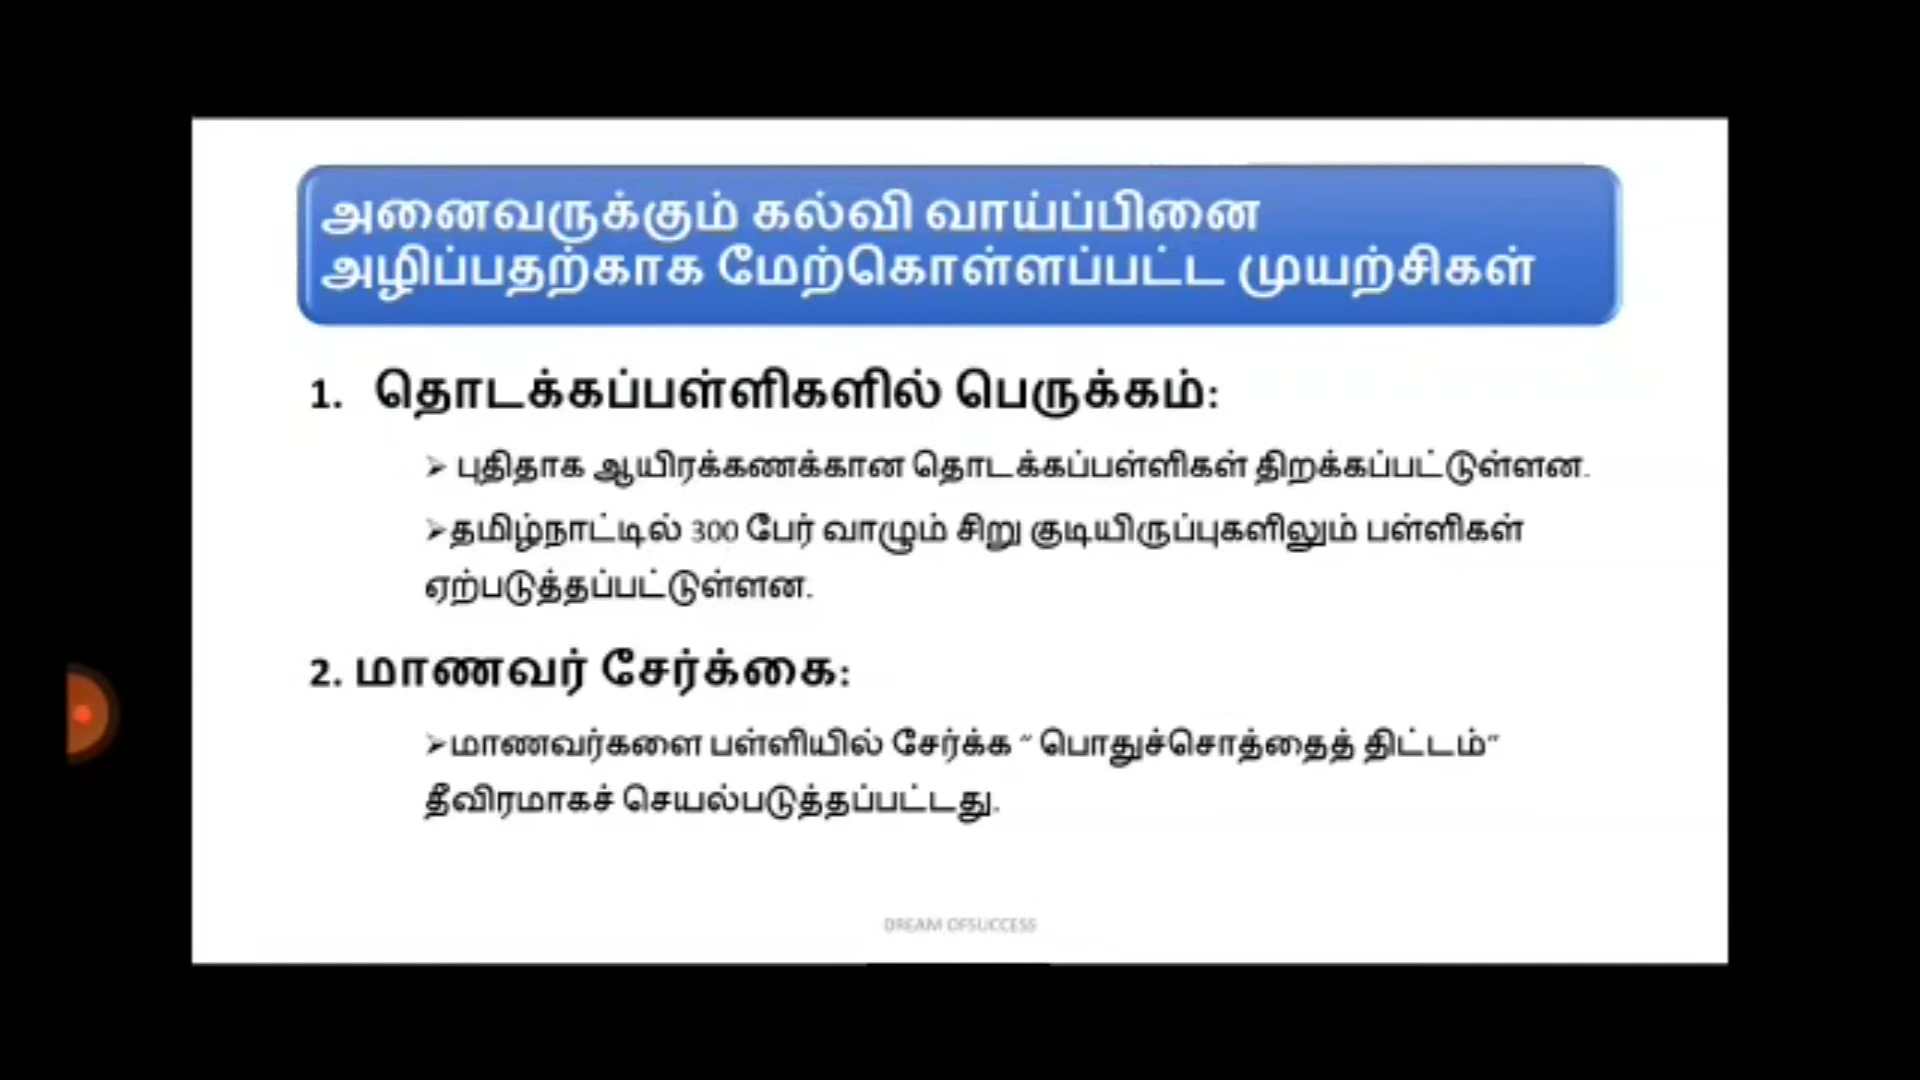 அனைவருக்கும் கல்வி வாய்ப்பினை
அழிப்பதற்காக மேற்கொள்ளப்பட்ட முயற்சிகள்
1. தொடக்கப்பள்ளிகளில் பெருக்கம்:
➢ புதிதாக ஆயிரக்கணக்கான தொடக்கப்பள்ளிகள் திறக்கப்பட்டுள்ளன.
➢தமிழ்நாட்டில் 300 பேர் வாழும் சிறு குடியிருப்புகளிலும் பள்ளிகள்
ஏற்படுத்தப்பட்டுள்ளன.
2. மாணவர் சேர்க்கை:
➢மாணவர்களை பள்ளியில் சேர்க்க “ பொதுச்சொத்தைத் திட்டம்”
தீவிரமாகச் செயல்படுத்தப்பட்டது.
DREAM OFSUCCESS